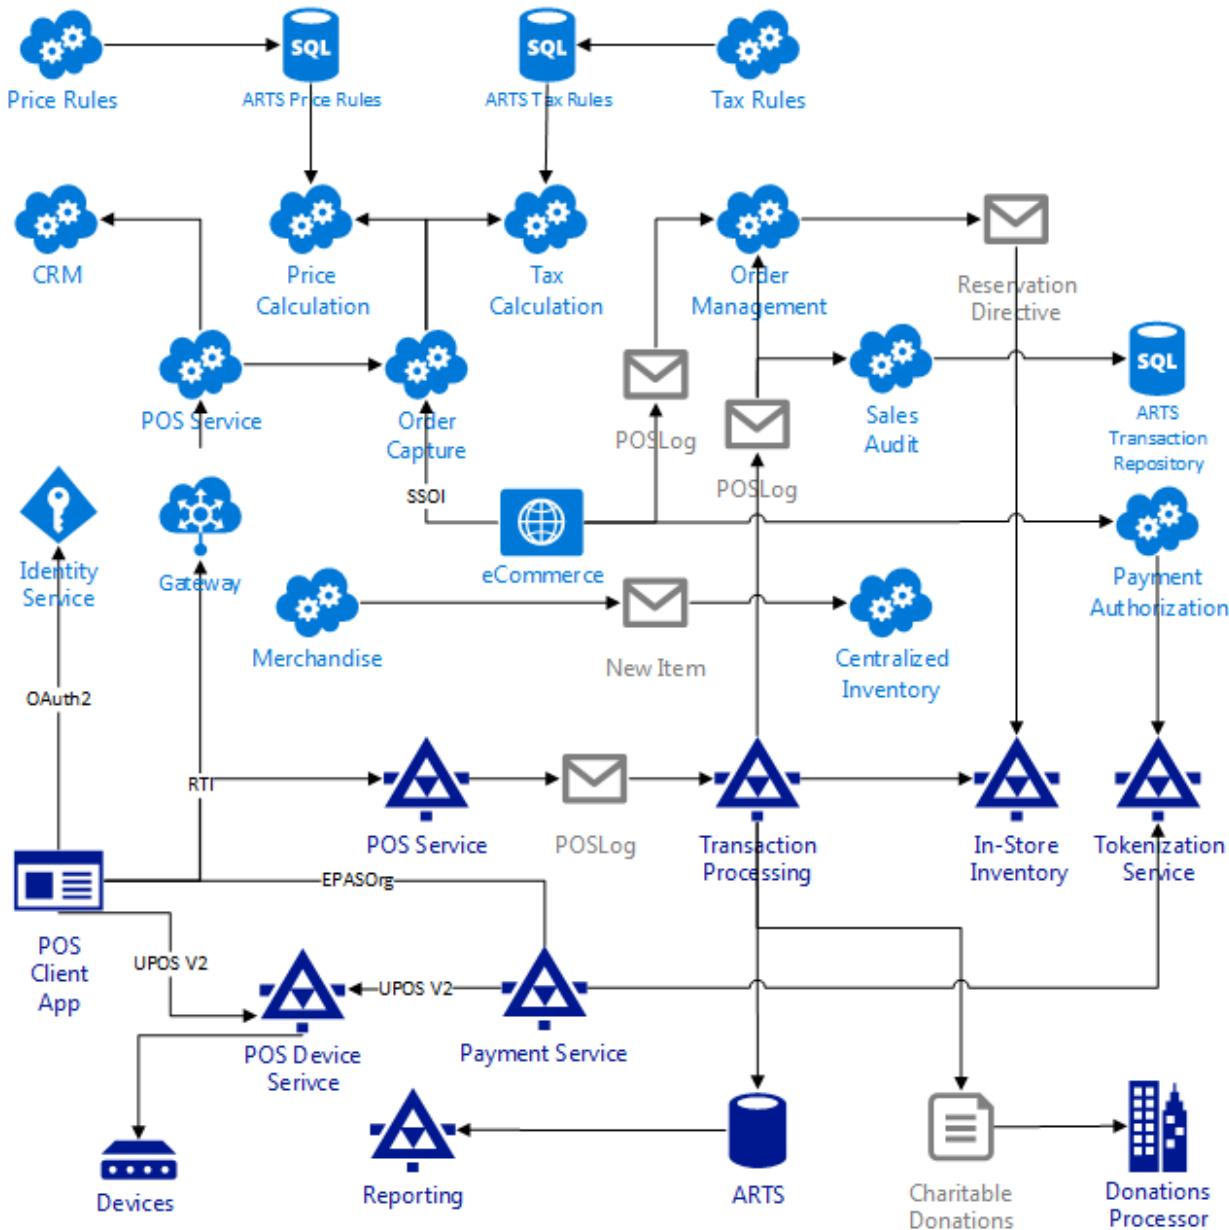 SQL
SQL
Price Rules
ARTS Price Rules
ARTS Tax Rules
Tax Rules
CRM
Price
Calculation
Tax
Calculation
Order
Management
Reservation
Directive
POS Service
Order
Capture
POSLog
POSLog
Sales
Audit
SQL
ARTS
Transaction
Repository
SSOI
Identity
Service
Gateway
eCommerce
Payment
Authorization
Merchandise
New Item
Centralized
Inventory
OAuth2
RTI
POS Service
POSLog
Transaction
Processing
In-Store
Inventory
Tokenization
Service
EPASOrg
POS
Client
App
UPOS V2
UPOS V2
POS Device
Serivce
Payment Service
Devices
Reporting
ARTS
Charitable
Donations
Donations
Processor